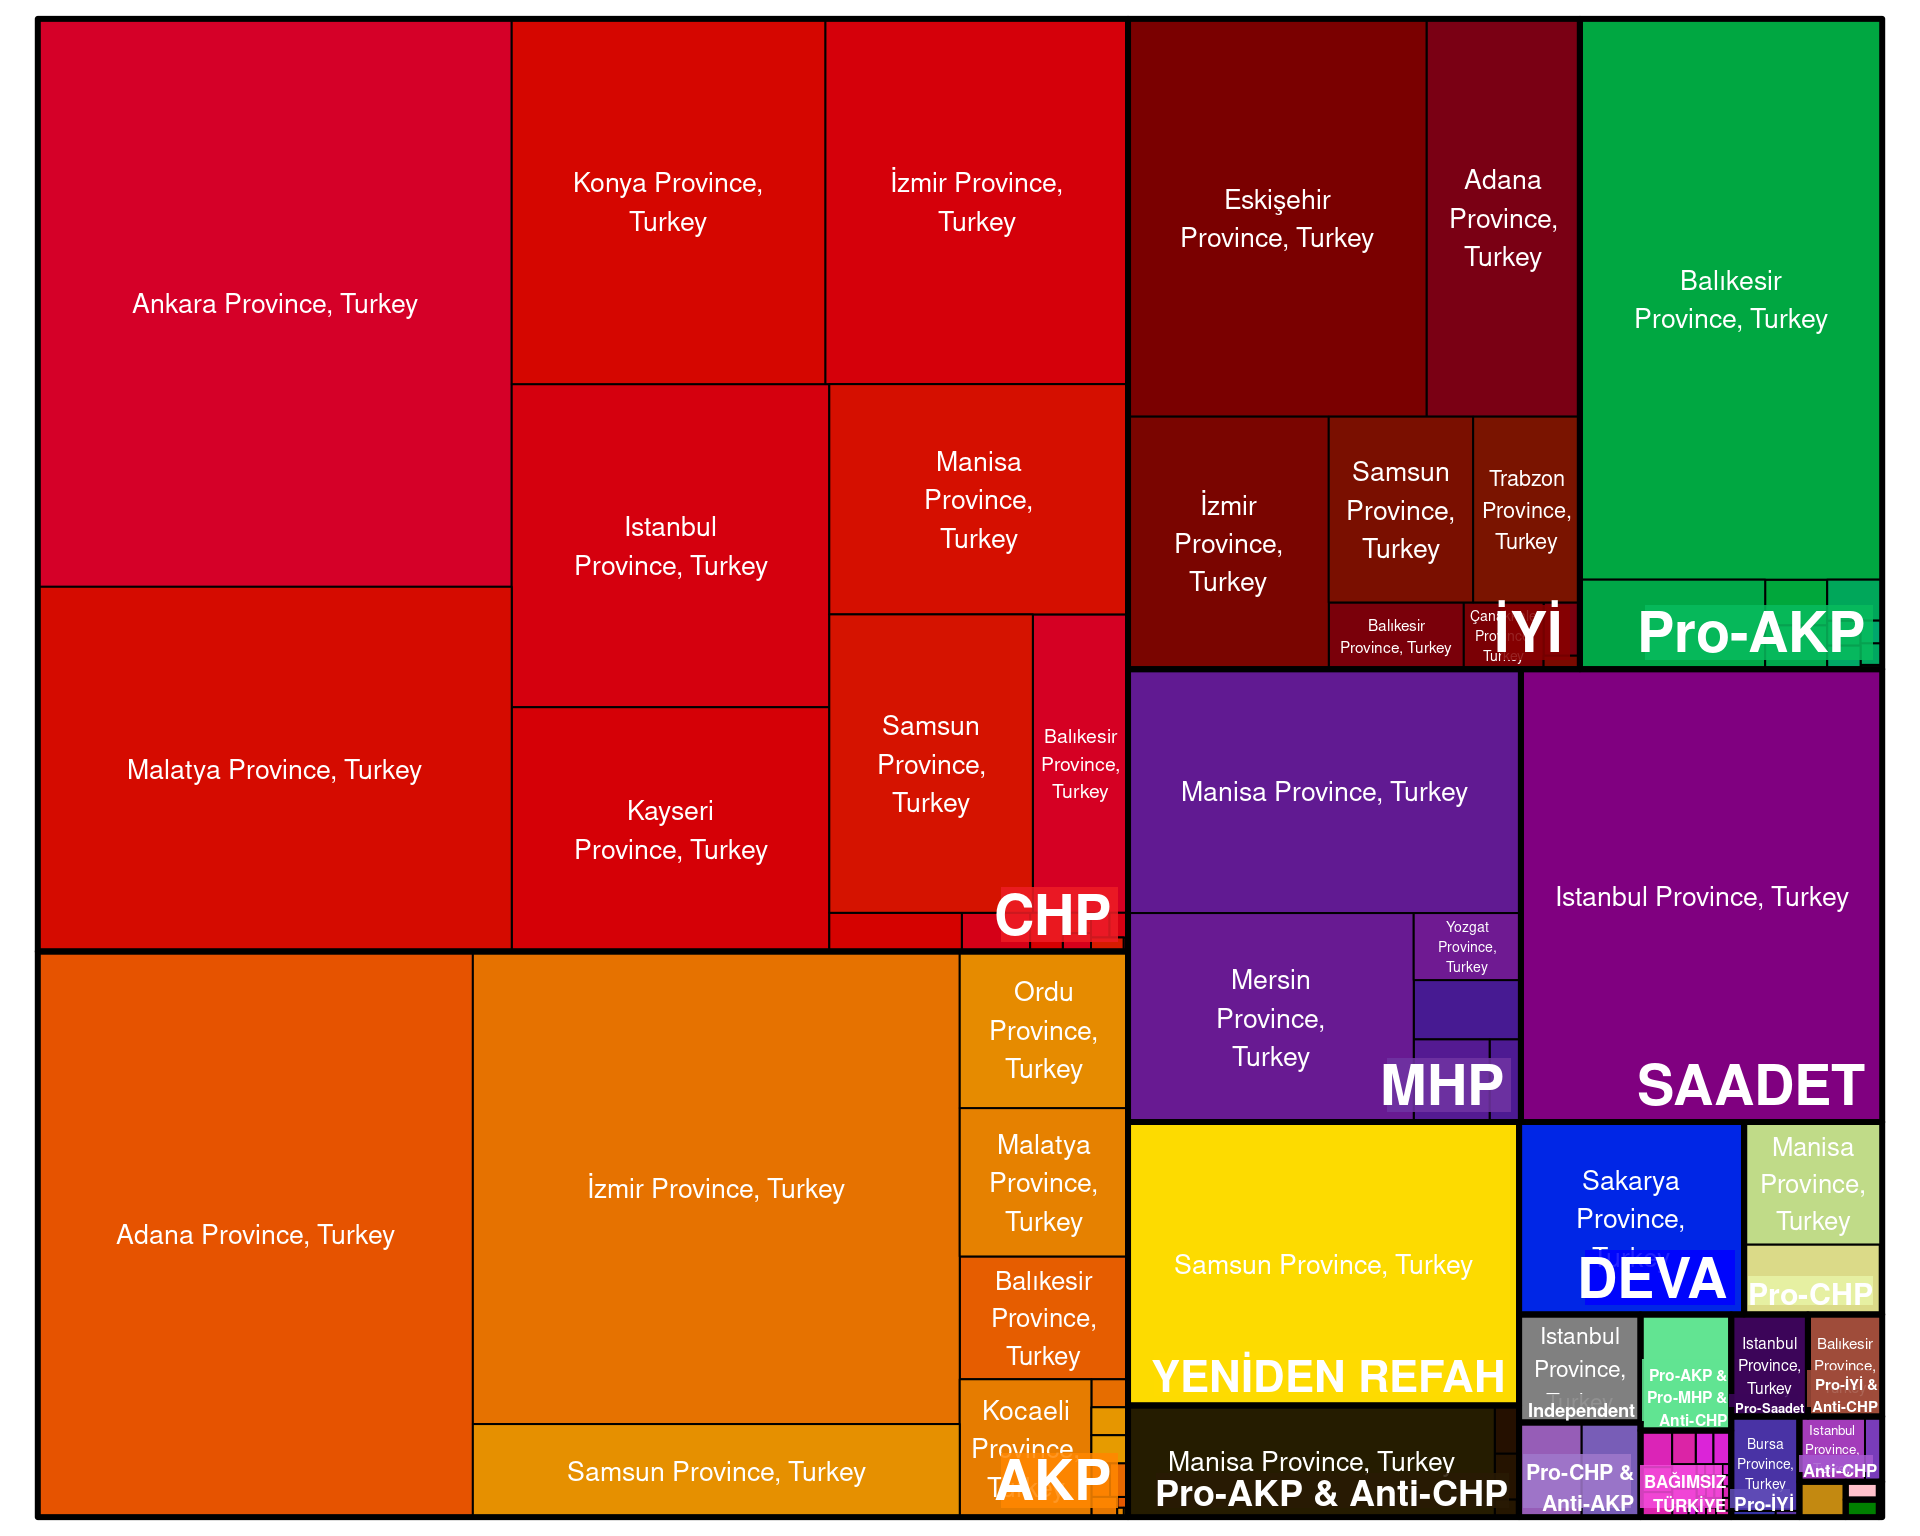 Ankara Province, Turkey
Konya Province,
Turkey
İzmir Province,
Turkey
Malatya Province, Turkey
Istanbul
Province, Turkey
Manisa
Province,
Turkey
Kayseri
Province, Turkey
Samsun
Province,
Turkey
Balıkesir
Province,
Turkey
CHP
Eskişehir
Province, Turkey
Adana
Province,
Turkey
İzmir
Province,
Turkey
Samsun
Province,
Turkey
Trabzon
Province,
Turkey
Balıkesir
Province, Turkey
Turkey
İYİ
Balıkesir
Province, Turkey
Pro-AKP
Manisa Province, Turkey
Mersin
Province,
Turkey
Yozgat
Province,
Turkey
MHP
Istanbul Province, Turkey
SAADET
Adana Province, Turkey
İzmir Province, Turkey
Samsun Province, Turkey
Ordu
Province,
Turkey
Malatya
Province,
Turkey
Balıkesir
Province,
Turkey
Kocaeli
Province,
AKP
Samsun Province, Turkey
YENİDEN REFAH
Manisa Province, Turkey
Pro-AKP & Anti-CHP
Sakarya
Province,
Turkey
DEVA
Manisa
Province,
Turkey
Pro-CHP
Istanbul
Province,
Turkey
Independent
Pro-AKP &
Pro-MHP &
Anti-CHP
Istanbul
Province,
Turkey
Pro-Saadet
Balıkesir
Province,
Pro-İYİ &
Anti-CHP
Pro-CHP &
Anti-AKP
BAĞIMSIZ
TÜRKİYE
Bursa
Province,
Turkey
Pro-İYİ
Istanbul
Province,
Anti-CHP